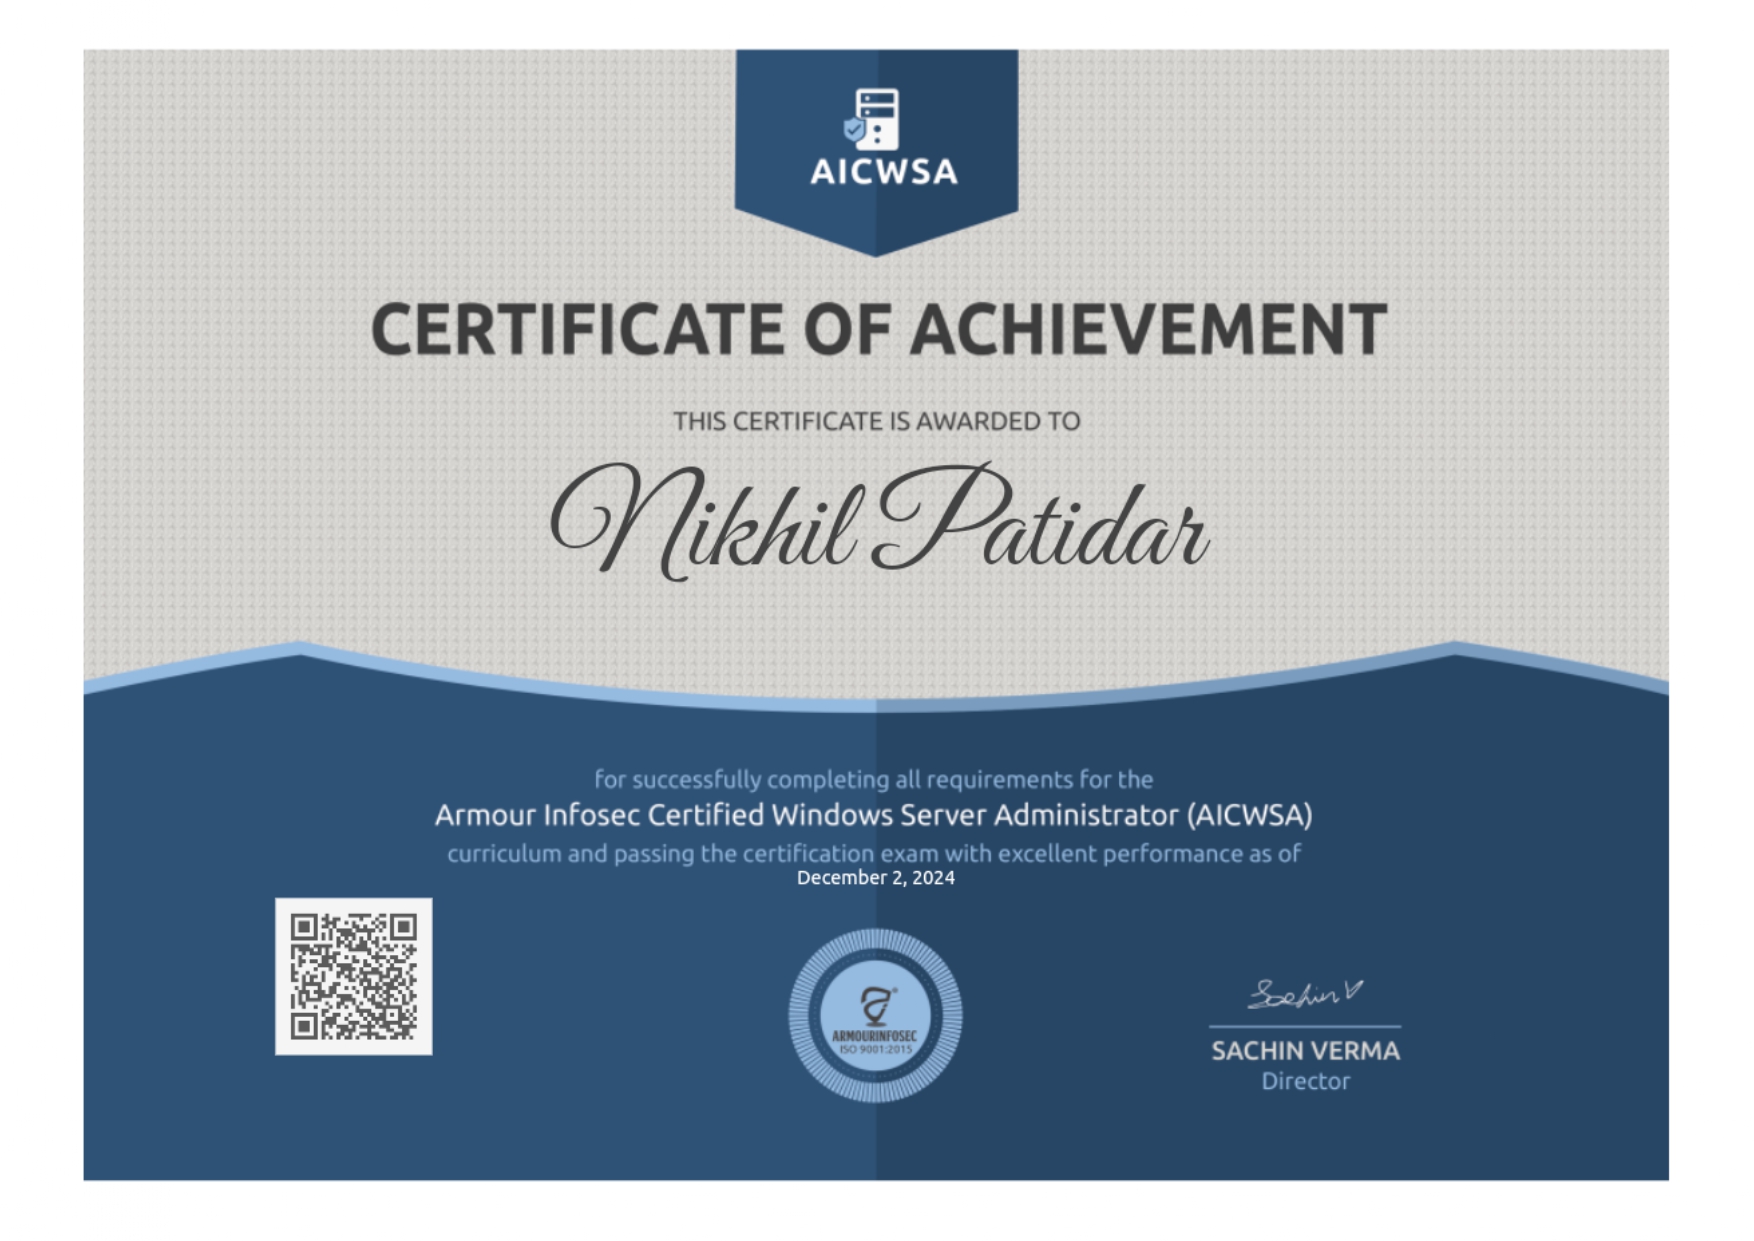 AICWSA
CERTIFICATE OF ACHIEVEMENT
THIS CERTIFICATE IS AWARDED TO
Nikhil Patidar
for successfully completing all requirements for the
Armour Infosec Certified Windows Server Administrator (AICWSA)
curriculum and passing the certification exam with excellent performance as of
December 2, 2024
ARMOURINFOSEC
ISO 9001:2015
Sachin V
SACHIN VERMA
Director